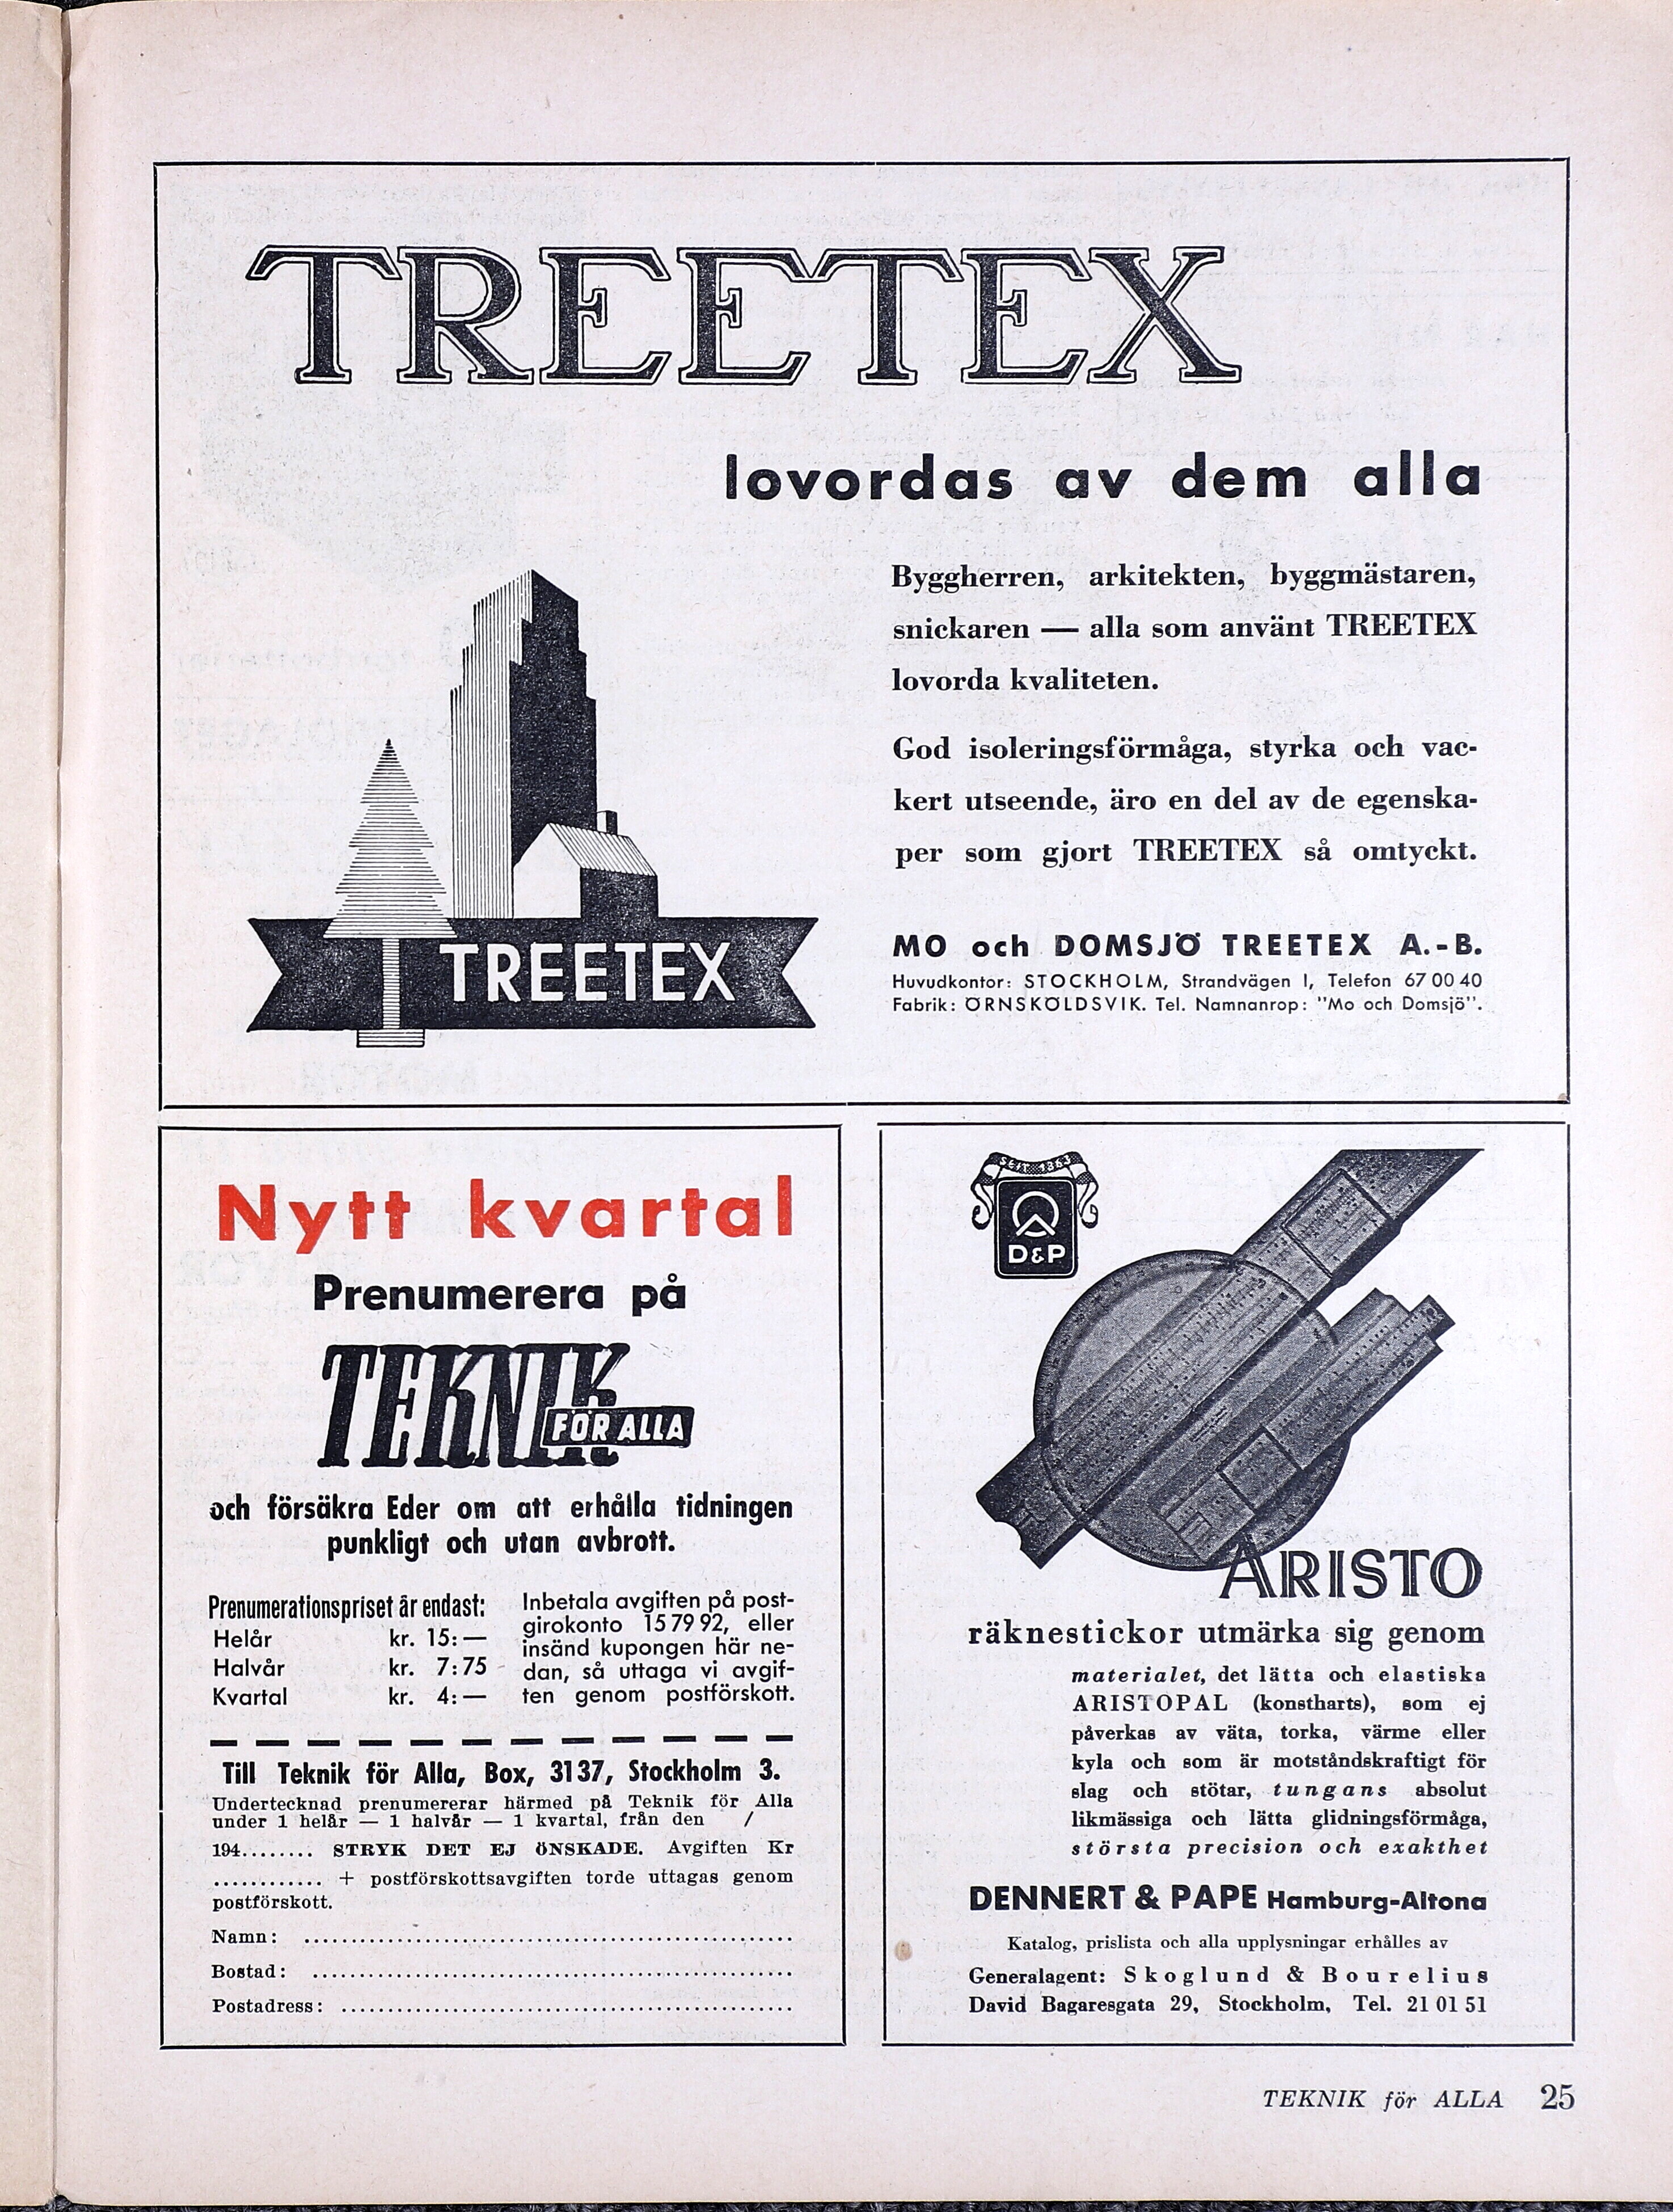 TREETEX
lovordas av dem alla
Byggherren, arkitekten, byggmästaren,
snickaren — alla som använt TREETEX
lovorda kvaliteten.
God isoleringsförmåga, styrka och vac-
kert utseende, äro en del av de egenska-
per som gjort TREETEX så omtyckt.
TREETEX
MO och DOMSJÖ TREETEX A.-B.
Huvudkontor: STOCKHOLM, Strandvägen 1, Telefon 67 00 40
Fabrik: ÖRNSKÖLDSVIK. Tel. Namnanrop: "Mo och Domsjö".
Nytt kvartal
Prenumerera på
TEKNIK
FÖR ALLA
och försäkra Eder om att erhålla tidningen
punkligt och utan avbrott.
Prenumerationspriset är endast:
Helår kr. 15:—
Halvår kr. 7:75
Kvartal kr. 4:—
Inbetala avgiften på post-
girokonto 15 79 92, eller
insänd kupongen här ne-
dan, så uttaga vi avgif-
ten genom postförskott.
Till Teknik för Alla, Box, 3137, Stockholm 3.
Undertecknad prenumererar härmed på Teknik för Alla
under 1 helår — 1 halvår — 1 kvartal, från den /
194........ STRYK DET EJ ÖNSKADE. Avgiften Kr
............ + postförskottsavgiften torde uttagas genom
postförskott.
Namn: ....................................................
Bostad: ....................................................
Postadress: ................................................
SEIT 1863
D&P
ARISTO
räknestickor utmärka sig genom
materialet, det lätta och elastiska
ARISTOPAL (konstharts), som ej
påverkas av väta, torka, värme eller
kyla och som är motståndskraftigt för
slag och stötar, tungans absolut
likmässiga och lätta glidningsförmåga,
största precision och exakthet
DENNERT & PAPE Hamburg-Altona
Katalog, prislista och alla upplysningar erhålles av
Generalagent: Skoglund & Bourelius
David Bagaresgata 29, Stockholm, Tel. 21 01 51
TEKNIK för ALLA 25